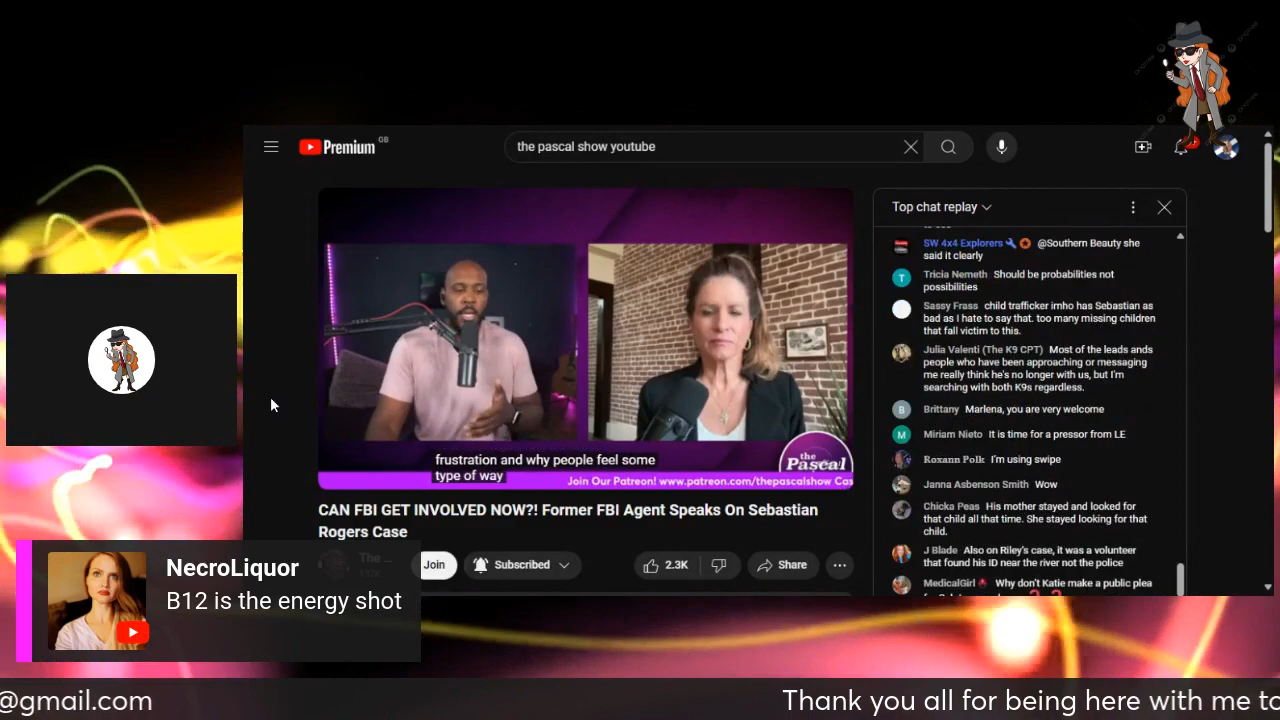 Premium GB
the pascal show youtube
Top chat replay
SW 4x4 Explorers @Southern Beauty she
said it clearly
T
Tricia Nemeth Should be probabilities not
possibilities
Sassy Frass child trafficker imho has Sebastian as
bad as I hate to say that. too many missing children
that fall victim to this.
Julia Valenti (The K9 CPT) Most of the leads ands
people who have been approaching or messaging
me really think he's no longer with us, but I'm
searching with both K9s regardless.
B
Brittany Marlena, you are very welcome
M
Miriam Nieto It is time for a pressor from LE
Roxann Polk I'm using swipe
Janna Asbenson Smith Wow
Chicka Peas His mother stayed and looked for
that child all that time. She stayed looking for that
child.
J Blade Also on Riley's case, it was a volunteer
that found his ID near the river not the police
MedicalGirl Why don't Katie make a public plea
frustration and why people feel some
type of way
the
Pascal
Join Our Patreon! www.patreon.com/thepascalshow Cas
CAN FBI GET INVOLVED NOW?! Former FBI Agent Speaks On Sebastian
Rogers Case
The ...
Join
Subscribed
2.3K
Share
NecroLiquor
B12 is the energy shot
@gmail.com
Thank you all for being here with me to